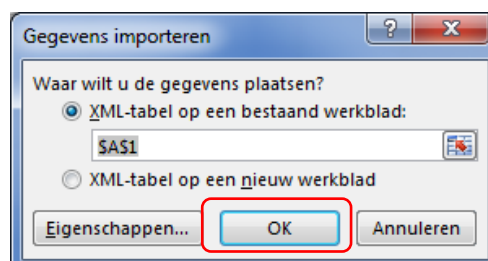 Gegevens importeren
Waar wilt u de gegevens plaatsen?
XML-tabel op een bestaand werkblad:
$A$1
XML-tabel op een nieuw werkblad
Eigenschappen... OK Annuleren